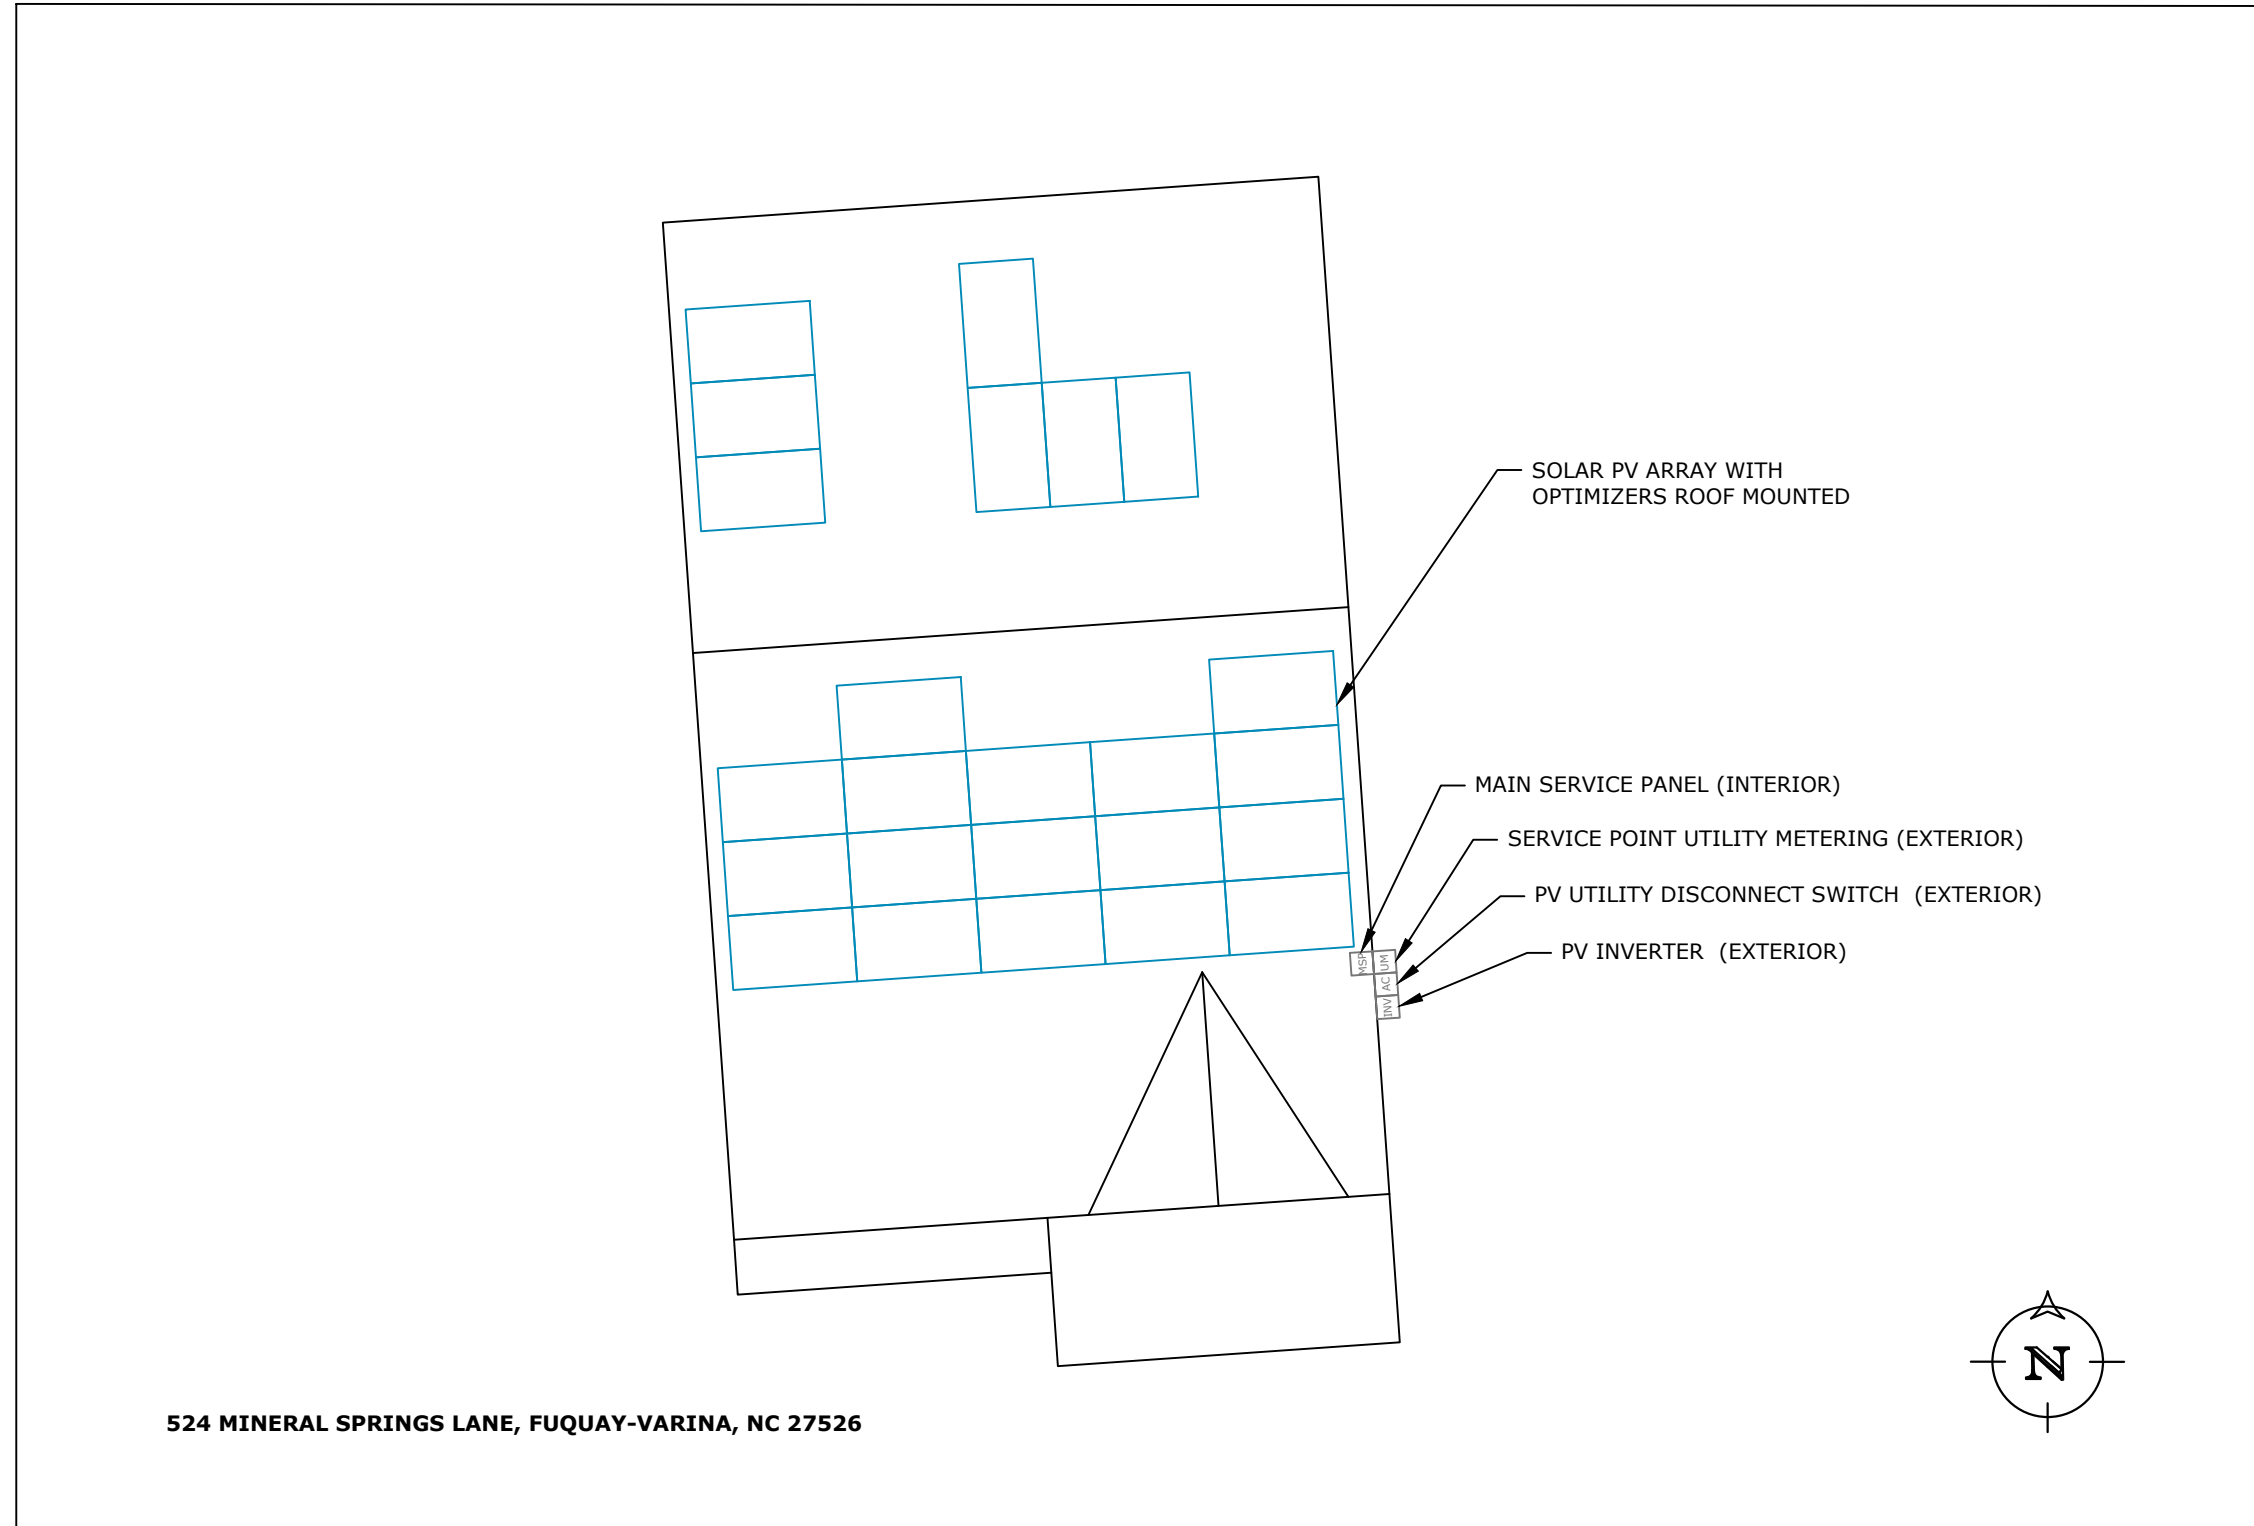 SOLAR PV ARRAY WITH
OPTIMIZERS ROOF MOUNTED
MAIN SERVICE PANEL (INTERIOR)
SERVICE POINT UTILITY METERING (EXTERIOR)
PV UTILITY DISCONNECT SWITCH (EXTERIOR)
PV INVERTER (EXTERIOR)
MSP
UM
AC
INV
N
524 MINERAL SPRINGS LANE, FUQUAY-VARINA, NC 27526